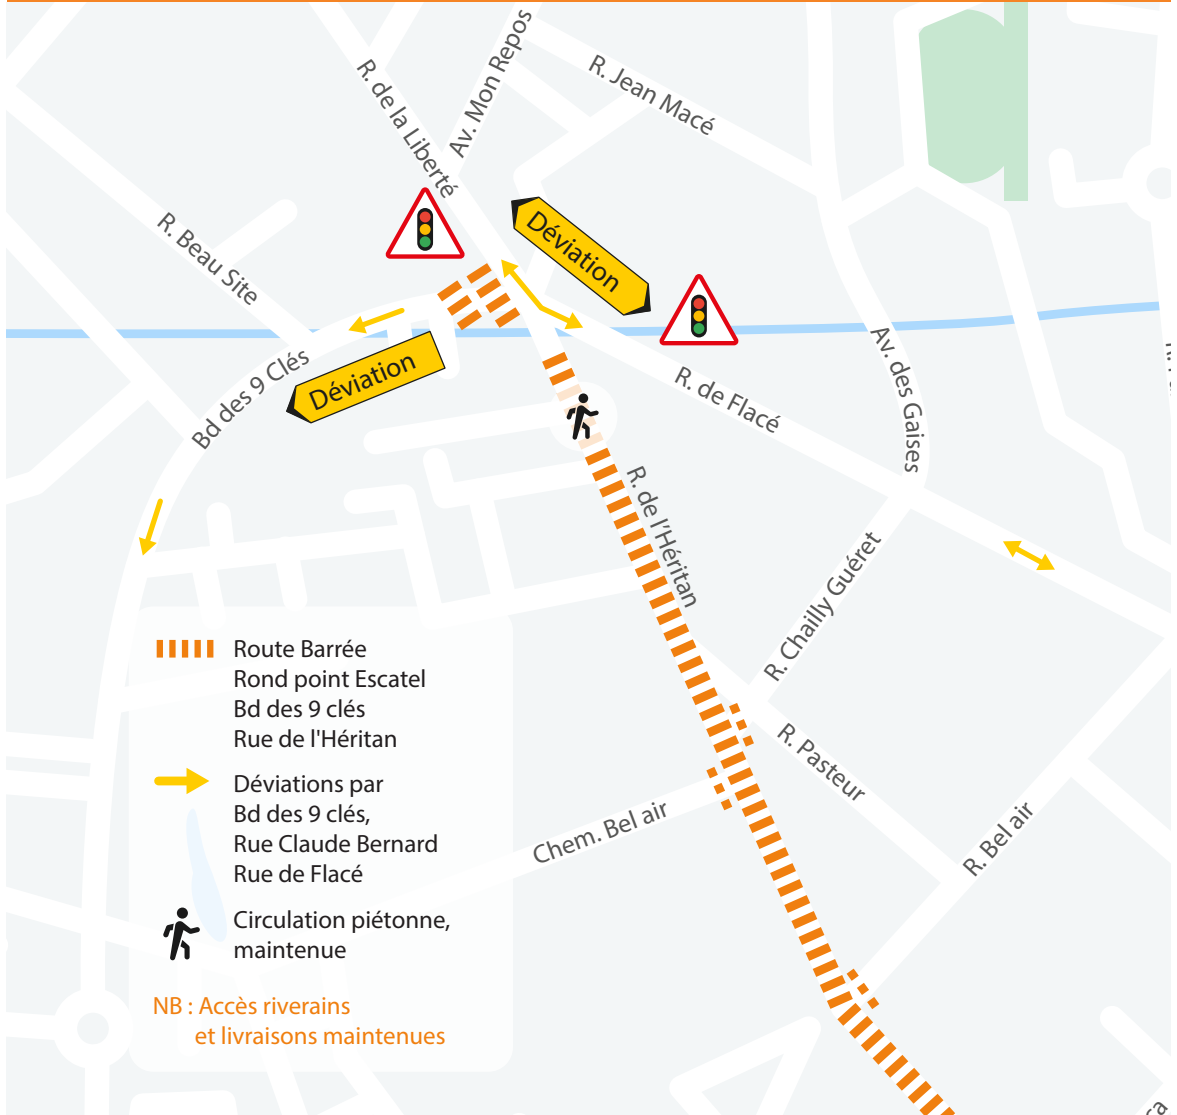 R. de la Liberté
Av. Mon Repos
R. Jean Macé
R. Beau Site
Déviation
Av. des Gaises
Bd des 9 Clés
Déviation
R. de Flacé
R. de l'Héritan
R. Chailly Guéret
R. Pasteur
Chem. Bel air
R. Bel air
Route Barrée
Rond point Escatel
Bd des 9 clés
Rue de l'Héritan
Déviations par
Bd des 9 clés,
Rue Claude Bernard
Rue de Flacé
Circulation piétonne,
maintenue
NB : Accès riverains
et livraisons maintenues